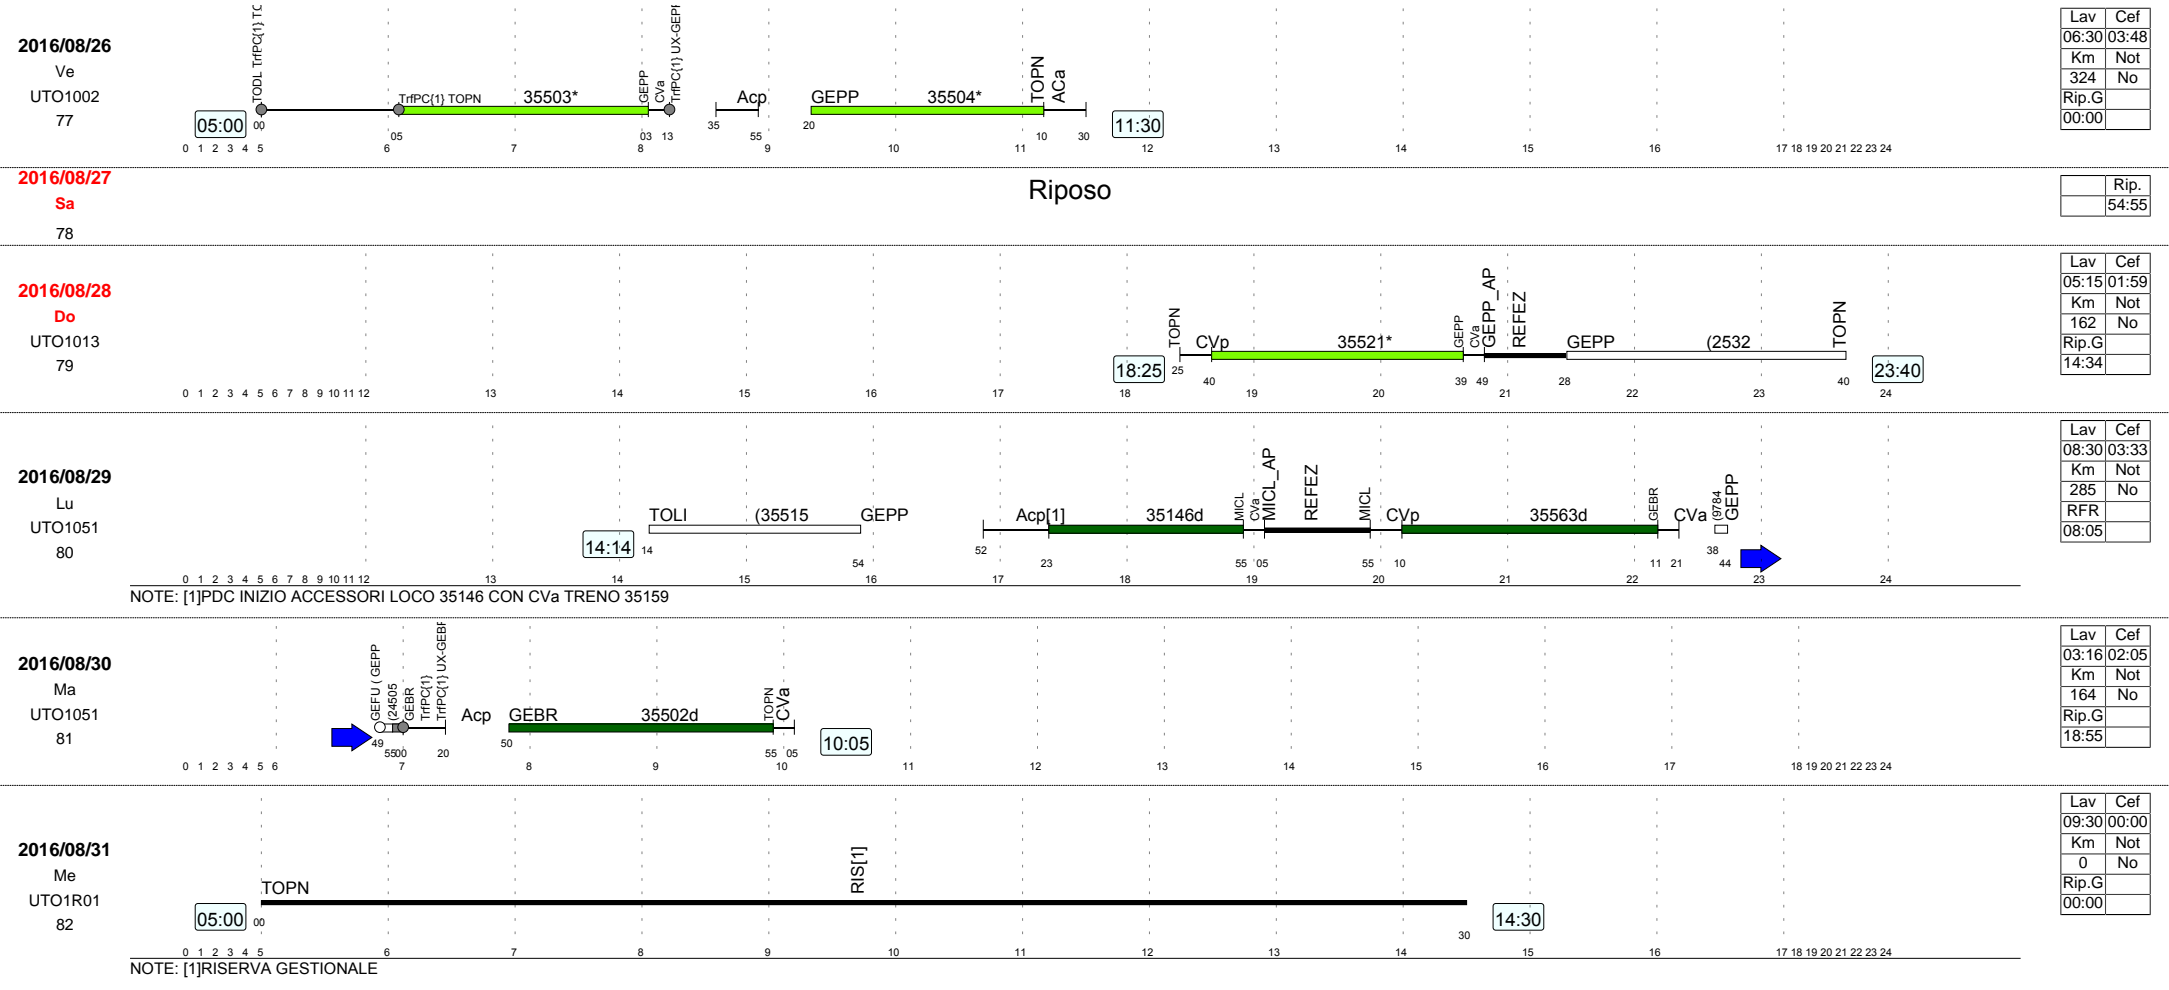 2016/08/26
Ve
UTO1002
77
05:00
TODL TrfPC{1} TC
TrfPC{1} TOPN
35503*
GEPP
CVa
TrfPC{1} UX-GEPF
Acp
GEPP
35504*
TOPN
ACa
11:30
00 05 03 13 35 55 20 10 30
0 1 2 3 4 5 6 7 8 9 10 11 12 13 14 15 16 17 18 19 20 21 22 23 24
Lav Cef
06:30 03:48
Km Not
324 No
Rip.G
00:00
2016/08/27
Sa
78
Riposo
Rip.
54:55
2016/08/28
Do
UTO1013
79
18:25
TOPN
CVp
35521*
GEPP
CVa
GEPP_AP
REFEZ
GEPP
(2532
TOPN
23:40
25 40 39 49 28 40
0 1 2 3 4 5 6 7 8 9 10 11 12 13 14 15 16 17 18 19 20 21 22 23 24
Lav Cef
05:15 01:59
Km Not
162 No
Rip.G
14:34
2016/08/29
Lu
UTO1051
80
14:14
TOLI
(35515
GEPP
Acp[1]
35146d
MICL
CVa
MICL_AP
REFEZ
MICL
CVp
35563d
GEBR
CVa
(9784
GEPP
14 54 52 23 55 05 55 10 11 21 38 44
0 1 2 3 4 5 6 7 8 9 10 11 12 13 14 15 16 17 18 19 20 21 22 23 24
NOTE: [1]PDC INIZIO ACCESSORI LOCO 35146 CON CVa TRENO 35159
Lav Cef
08:30 03:33
Km Not
285 No
RFR
08:05
2016/08/30
Ma
UTO1051
81
GEFU ( GEPP
(24505
GEBR
TrfPC{1}
TrfPC{1} UX-GEBF
Acp
GEBR
35502d
TOPN
CVa
10:05
49 55 00 20 50 55 05
0 1 2 3 4 5 6 7 8 9 10 11 12 13 14 15 16 17 18 19 20 21 22 23 24
Lav Cef
03:16 02:05
Km Not
164 No
Rip.G
18:55
2016/08/31
Me
UTO1R01
82
05:00
TOPN
RIS[1]
14:30
00 30
0 1 2 3 4 5 6 7 8 9 10 11 12 13 14 15 16 17 18 19 20 21 22 23 24
NOTE: [1]RISERVA GESTIONALE
Lav Cef
09:30 00:00
Km Not
0 No
Rip.G
00:00